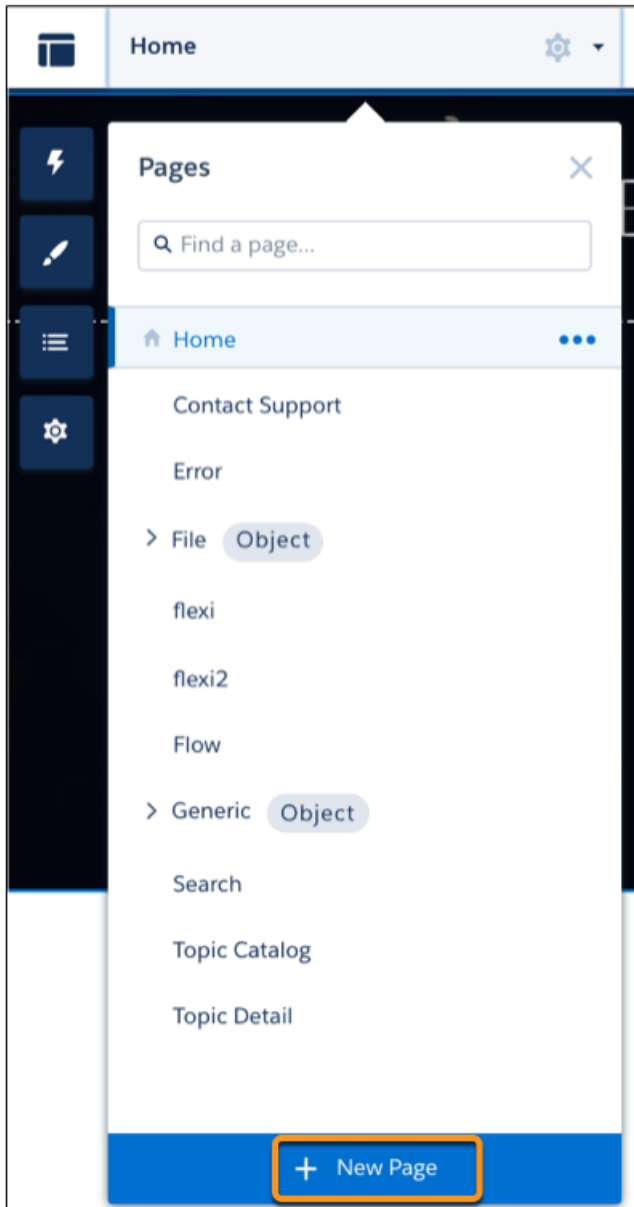 Home
Pages
Find a page...
Home
Contact Support
Error
File Object
flexi
flexi2
Flow
Generic Object
Search
Topic Catalog
Topic Detail
+ New Page